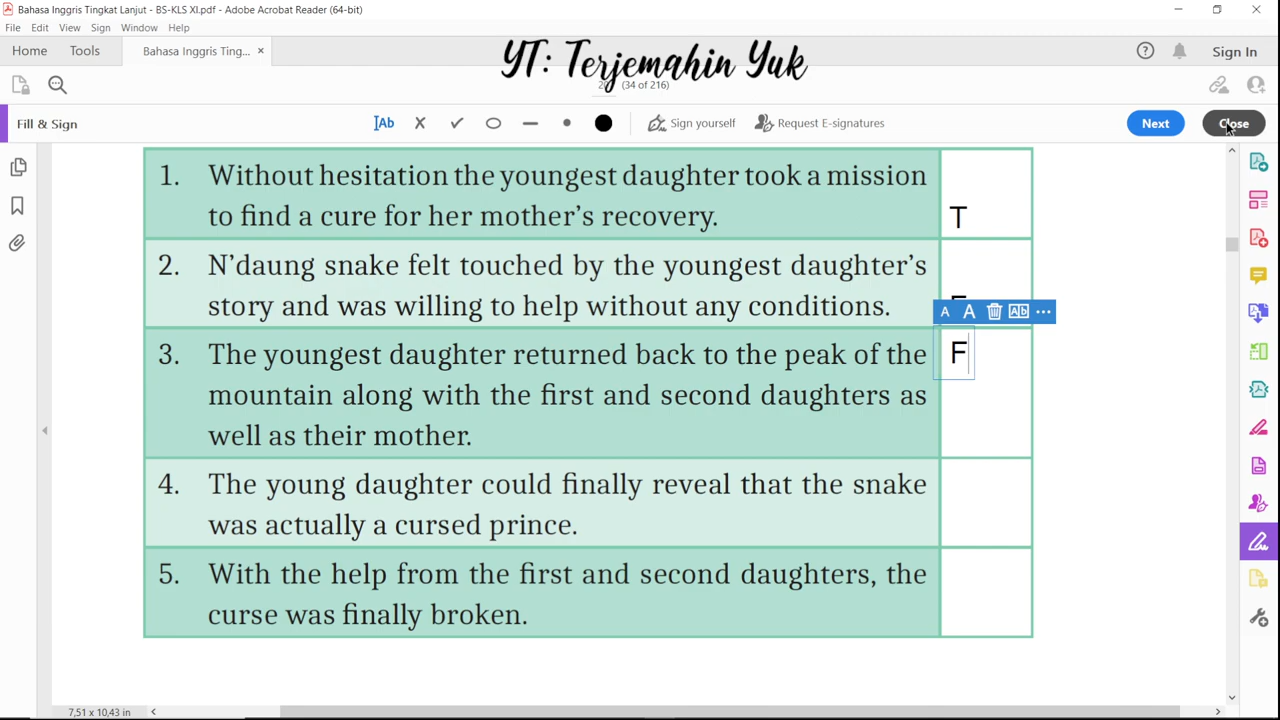 Bahasa Inggris Tingkat Lanjut - BS-KLS XI.pdf - Adobe Acrobat Reader (64-bit)
File Edit View Sign Window Help
Home Tools Bahasa Inggris Ting... × Sign In
YT: Terjemahin Yuk
(34 of 216)
Fill & Sign Ab Sign yourself Request E-signatures Next Close
1. Without hesitation the youngest daughter took a mission
to find a cure for her mother's recovery. T
2. N'daung snake felt touched by the youngest daughter's
story and was willing to help without any conditions.
A A Ab ...
3. The youngest daughter returned back to the peak of the F
mountain along with the first and second daughters as
well as their mother.
4. The young daughter could finally reveal that the snake
was actually a cursed prince.
5. With the help from the first and second daughters, the
curse was finally broken.
7,51 x 10,43 in